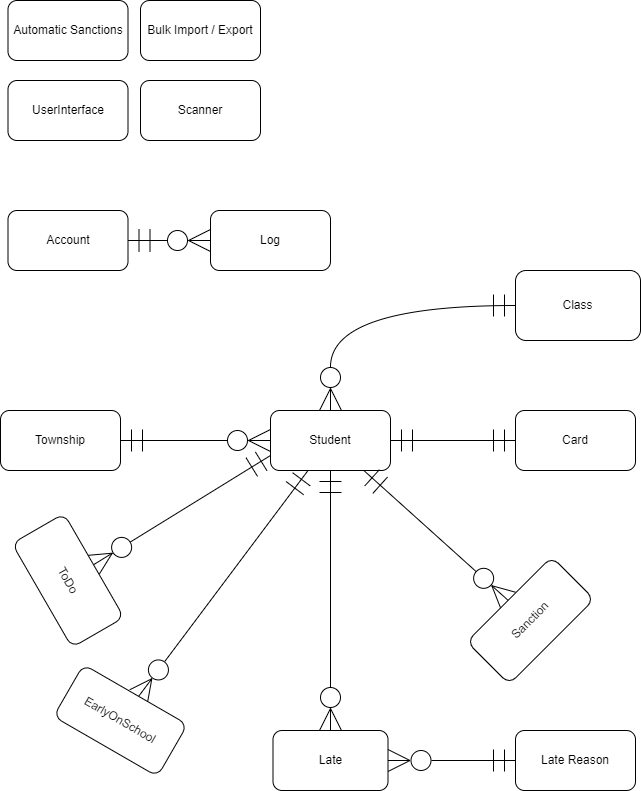 Automatic Sanctions
Bulk Import / Export
UserInterface
Scanner
Account
Log
Class
Township
Student
Card
ToDo
Sanction
EarlyOnSchool
Late
Late Reason